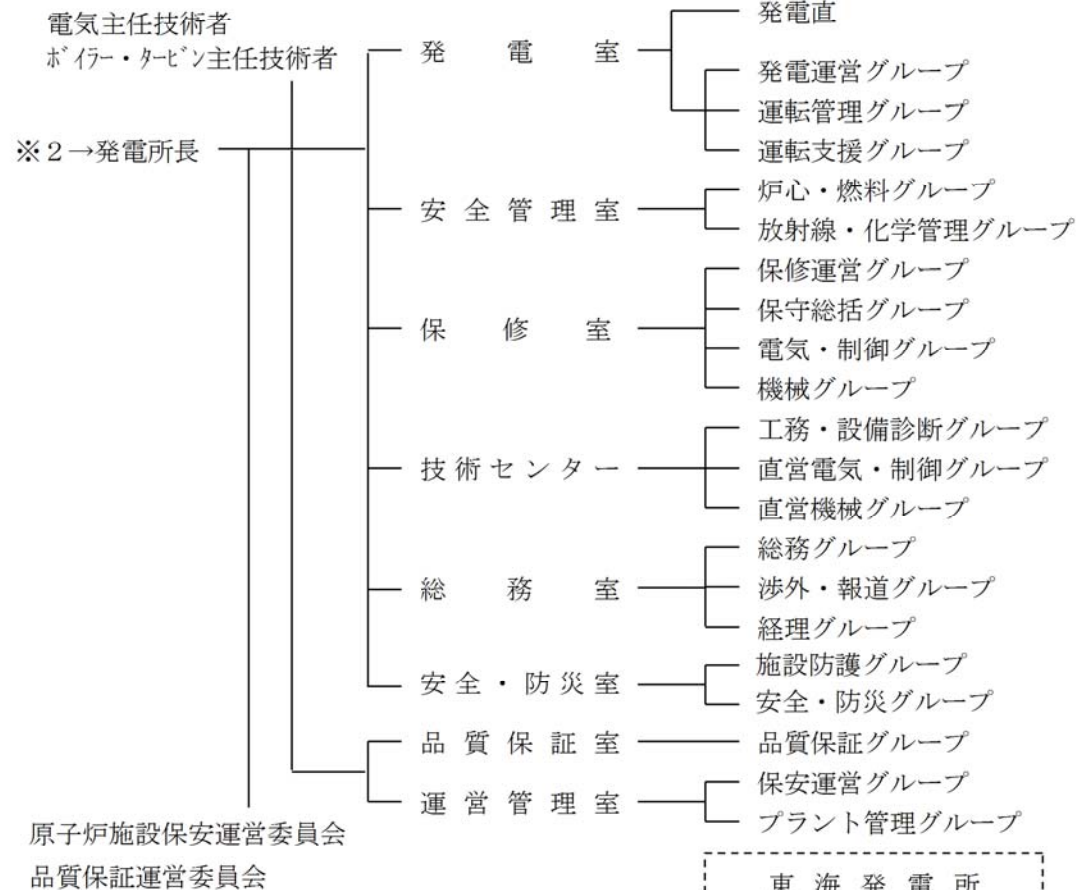 電気主任技術者
ﾎﾞｲﾗｰ・ﾀｰﾋﾞﾝ主任技術者
※2→発電所長
発電室
発電直
発電運営グループ
運転管理グループ
運転支援グループ
安全管理室
炉心・燃料グループ
放射線・化学管理グループ
保修室
保修運営グループ
保守総括グループ
電気・制御グループ
機械グループ
技術センター
工務・設備診断グループ
直営電気・制御グループ
直営機械グループ
総務室
総務グループ
渉外・報道グループ
経理グループ
安全・防災室
施設防護グループ
安全・防災グループ
品質保証室
品質保証グループ
運営管理室
保安運営グループ
プラント管理グループ
原子炉施設保安運営委員会
品質保証運営委員会
東海発電所